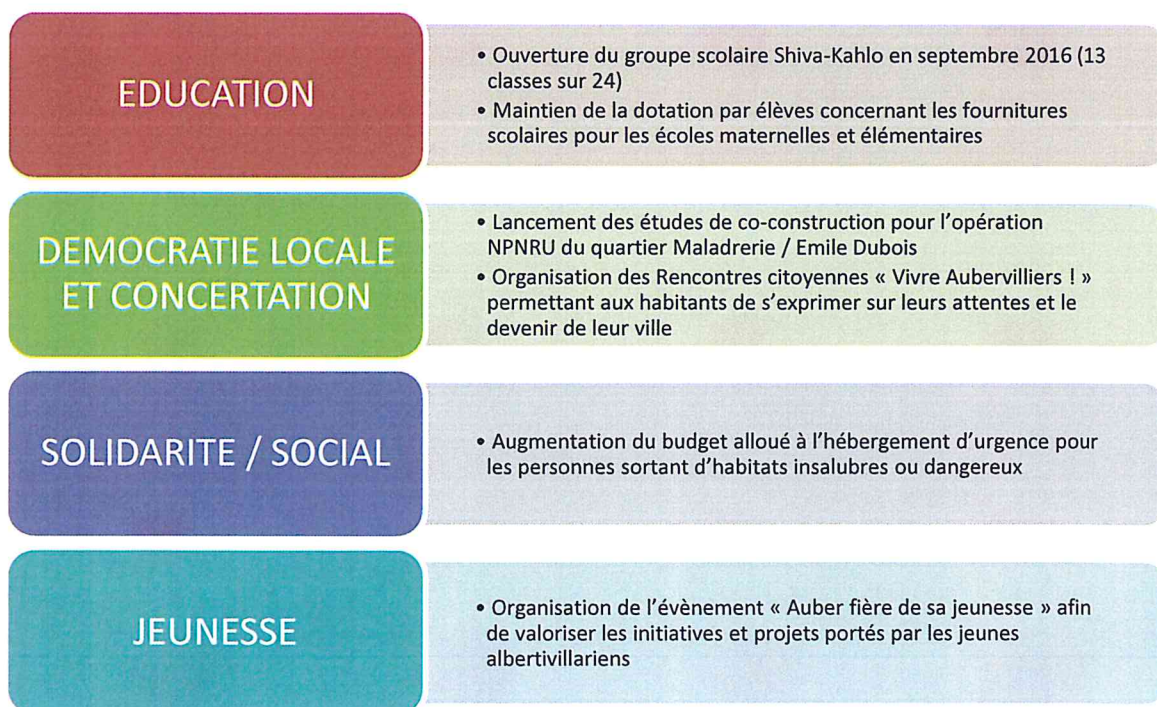 EDUCATION
• Ouverture du groupe scolaire Shiva-Kahlo en septembre 2016 (13
classes sur 24)
• Maintien de la dotation par élèves concernant les fournitures
scolaires pour les écoles maternelles et élémentaires
DEMOCRATIE LOCALE
ET CONCERTATION
• Lancement des études de co-construction pour l'opération
NPNRU du quartier Maladrerie / Emile Dubois
• Organisation des Rencontres citoyennes « Vivre Aubervilliers ! »
permettant aux habitants de s'exprimer sur leurs attentes et le
devenir de leur ville
SOLIDARITE / SOCIAL
• Augmentation du budget alloué à l'hébergement d'urgence pour
les personnes sortant d'habitats insalubres ou dangereux
JEUNESSE
• Organisation de l'évènement « Auber fière de sa jeunesse » afin
de valoriser les initiatives et projets portés par les jeunes
albertivillariens